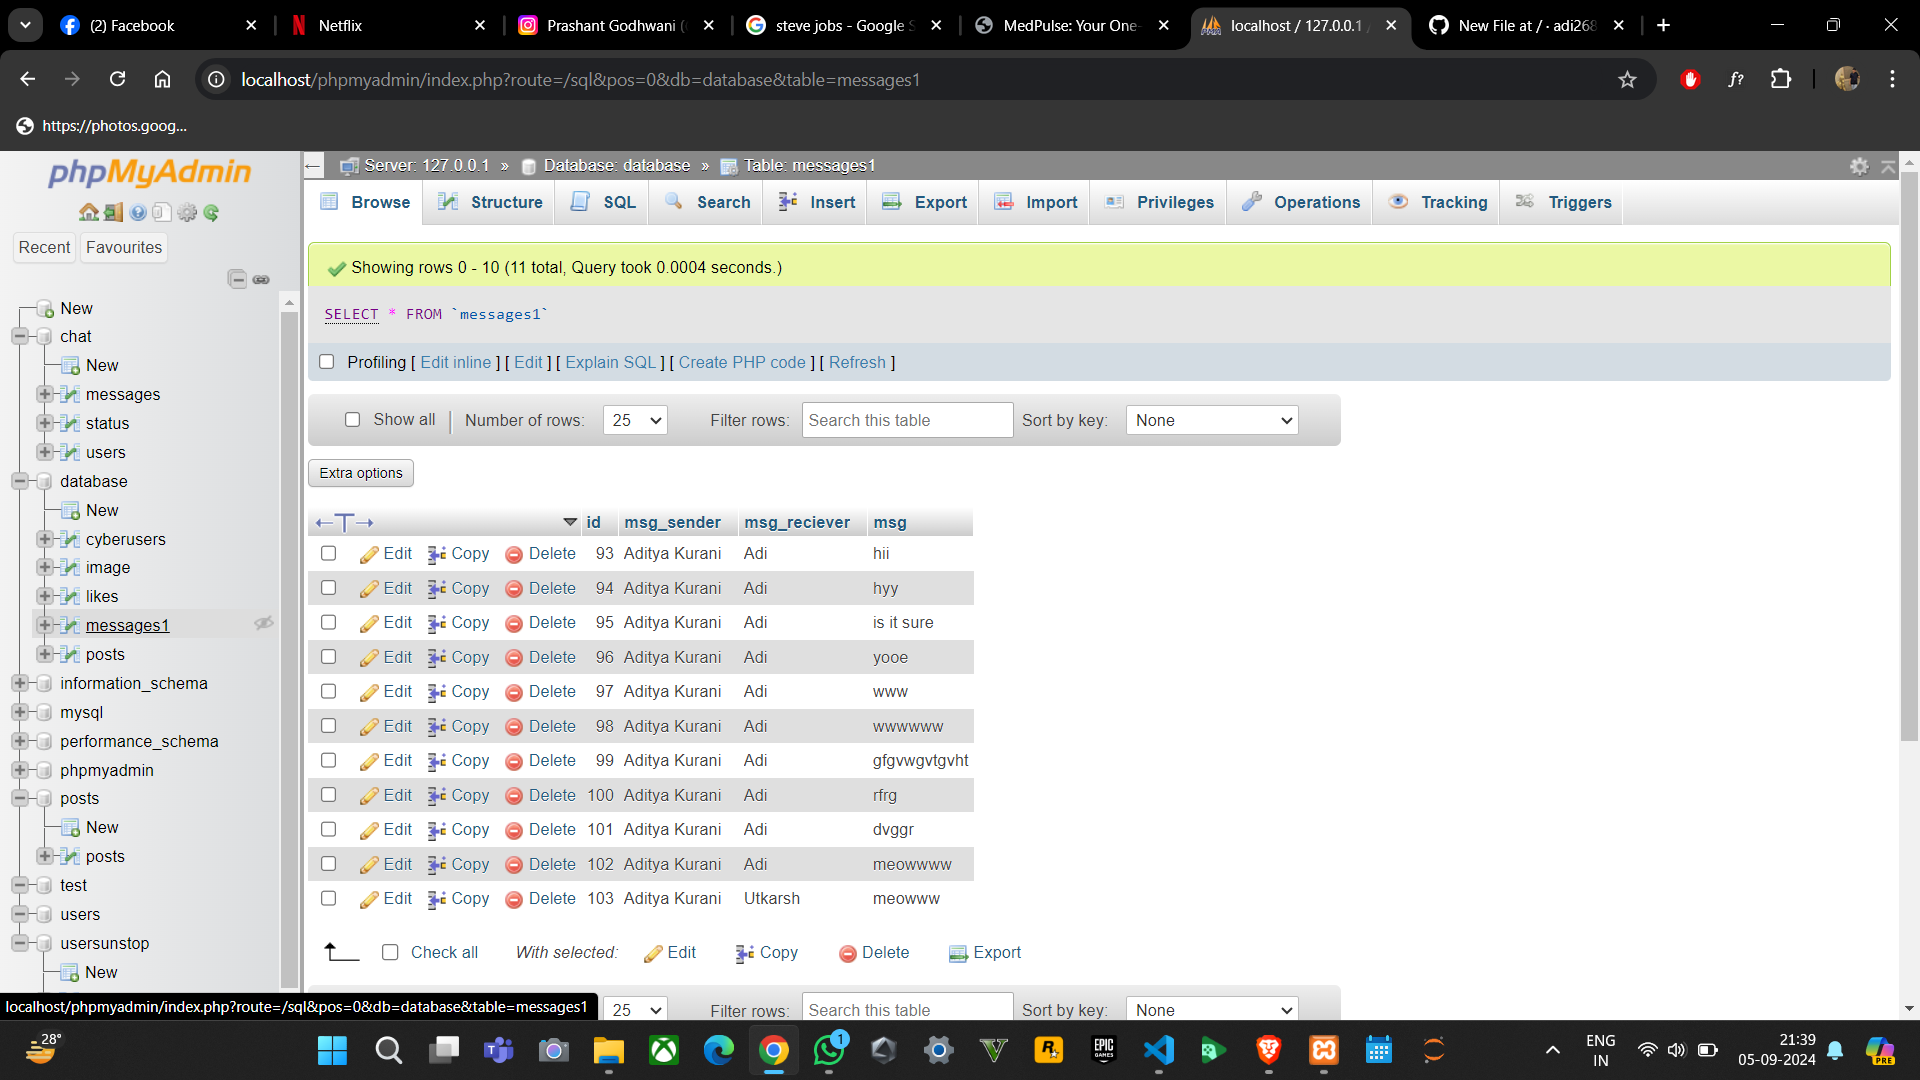 (2) Facebook
Netflix
Prashant Godhwani (
steve jobs - Google S
MedPulse: Your One-
localhost / 127.0.0.1 /
New File at / · adi268
localhost/phpmyadmin/index.php?route=/sql&pos=0&db=database&table=messages1
f?
https://photos.goog...
phpMyAdmin
Recent Favourites
New
chat
New
messages
status
users
database
New
cyberusers
image
likes
messages1
posts
information_schema
mysql
performance_schema
phpmyadmin
posts
New
posts
test
users
usersunstop
New
localhost/phpmyadmin/index.php?route=/sql&pos=0&db=database&table=messages1
Server: 127.0.0.1 » Database: database » Table: messages1
Browse Structure SQL Search Insert Export Import Privileges Operations Tracking Triggers
Showing rows 0 - 10 (11 total, Query took 0.0004 seconds.)
SELECT * FROM `messages1`
Profiling [ Edit inline ] [ Edit ] [ Explain SQL ] [ Create PHP code ] [ Refresh ]
Show all Number of rows: 25 Filter rows: Search this table Sort by key: None
Extra options
←T→ id msg_sender msg_reciever msg
Edit Copy Delete 93 Aditya Kurani Adi hii
Edit Copy Delete 94 Aditya Kurani Adi hyy
Edit Copy Delete 95 Aditya Kurani Adi is it sure
Edit Copy Delete 96 Aditya Kurani Adi yooe
Edit Copy Delete 97 Aditya Kurani Adi www
Edit Copy Delete 98 Aditya Kurani Adi wwwwww
Edit Copy Delete 99 Aditya Kurani Adi gfgvwgvtgvht
Edit Copy Delete 100 Aditya Kurani Adi rfrg
Edit Copy Delete 101 Aditya Kurani Adi dvggr
Edit Copy Delete 102 Aditya Kurani Adi meowwww
Edit Copy Delete 103 Aditya Kurani Utkarsh meowww
Check all With selected: Edit Copy Delete Export
25 Filter rows: Search this table Sort by key: None
28°
1
EPIC GAMES
ENG
IN
21:39
05-09-2024
PRE